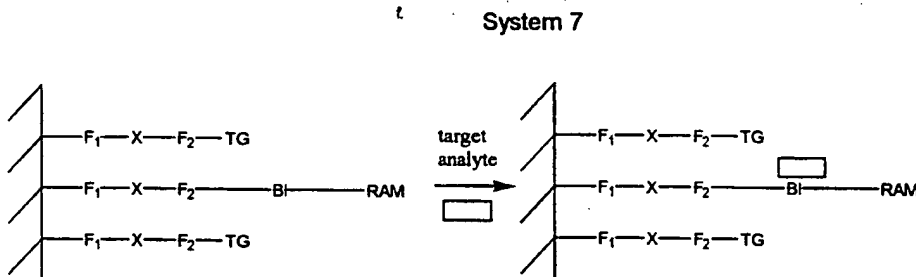 System 7
F1—X—F2—TG
F1—X—F2—BI—RAM
F1—X—F2—TG
target
analyte
F1—X—F2—TG
F1—X—F2—BI—RAM
F1—X—F2—TG